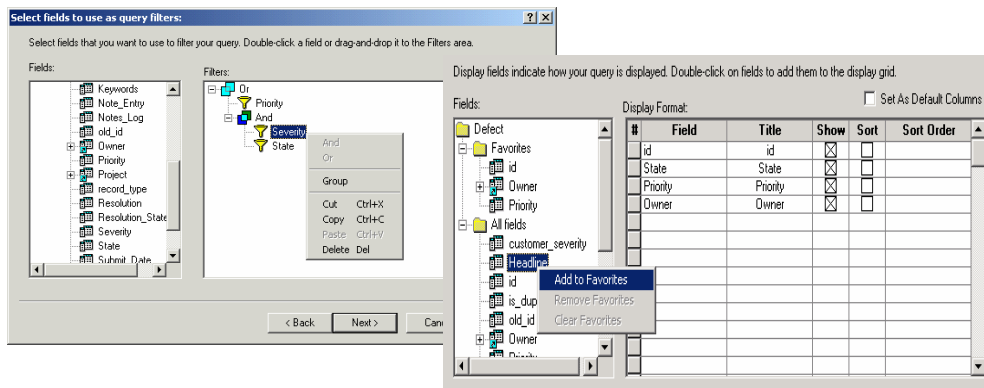 Select fields to use as query filters:
Select fields that you want to use to filter your query. Double-click a field or drag-and-drop it to the Filters area.
Fields:
Keywords
Note_Entry
Notes_Log
old_id
Owner
Priority
Project
record_type
Resolution
Resolution_State
Severity
State
Submit_Date
Filters:
Or
Priority
And
Severity
State
And
Or
Group
Cut Ctrl+X
Copy Ctrl+C
Paste Ctrl+V
Delete Del
< Back
Next >
Display fields indicate how your query is displayed. Double-click on fields to add them to the display grid.
Fields:
Defect
Favorites
id
Owner
Priority
All fields
customer_severity
Headline
id
is_dup
old_id
Owner
Priority
Add to Favorites
Remove Favorites
Clear Favorites
Display Format:
Set As Default Columns
# Field Title Show Sort Sort Order
id id
State State
Priority Priority
Owner Owner